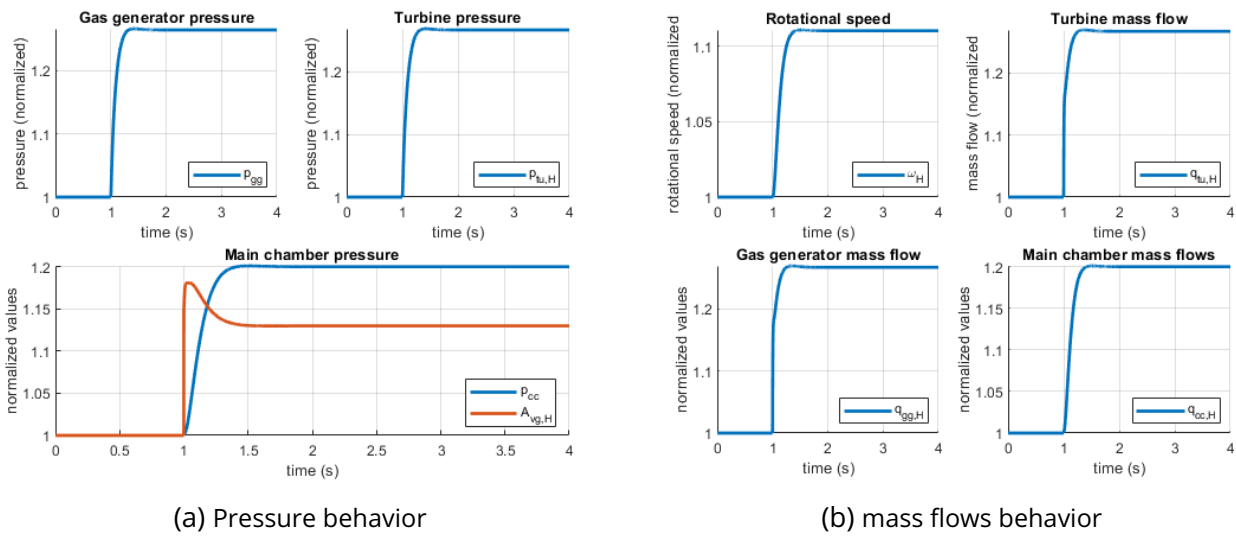 Gas generator pressure
pressure (normalized)
1.2
1.1
1
0 1 2 3 4
time (s)
p_gg
Turbine pressure
pressure (normalized)
1.2
1.1
1
0 1 2 3 4
time (s)
p_tu,H
Main chamber pressure
normalized values
1.2
1.15
1.1
1.05
1
0 0.5 1 1.5 2 2.5 3 3.5 4
time (s)
p_cc
A_vg,H
(a) Pressure behavior
Rotational speed
rotational speed (normalized
1.1
1.05
1
0 1 2 3 4
time (s)
ω_H
Turbine mass flow
mass flow (normalized
1.2
1.1
1
0 1 2 3 4
time (s)
q_tu,H
Gas generator mass flow
normalized values
1.2
1.1
1
0 1 2 3 4
time (s)
q_gg,H
Main chamber mass flows
normalized values
1.2
1.15
1.1
1.05
1
0 1 2 3 4
time (s)
q_cc,H
(b) mass flows behavior